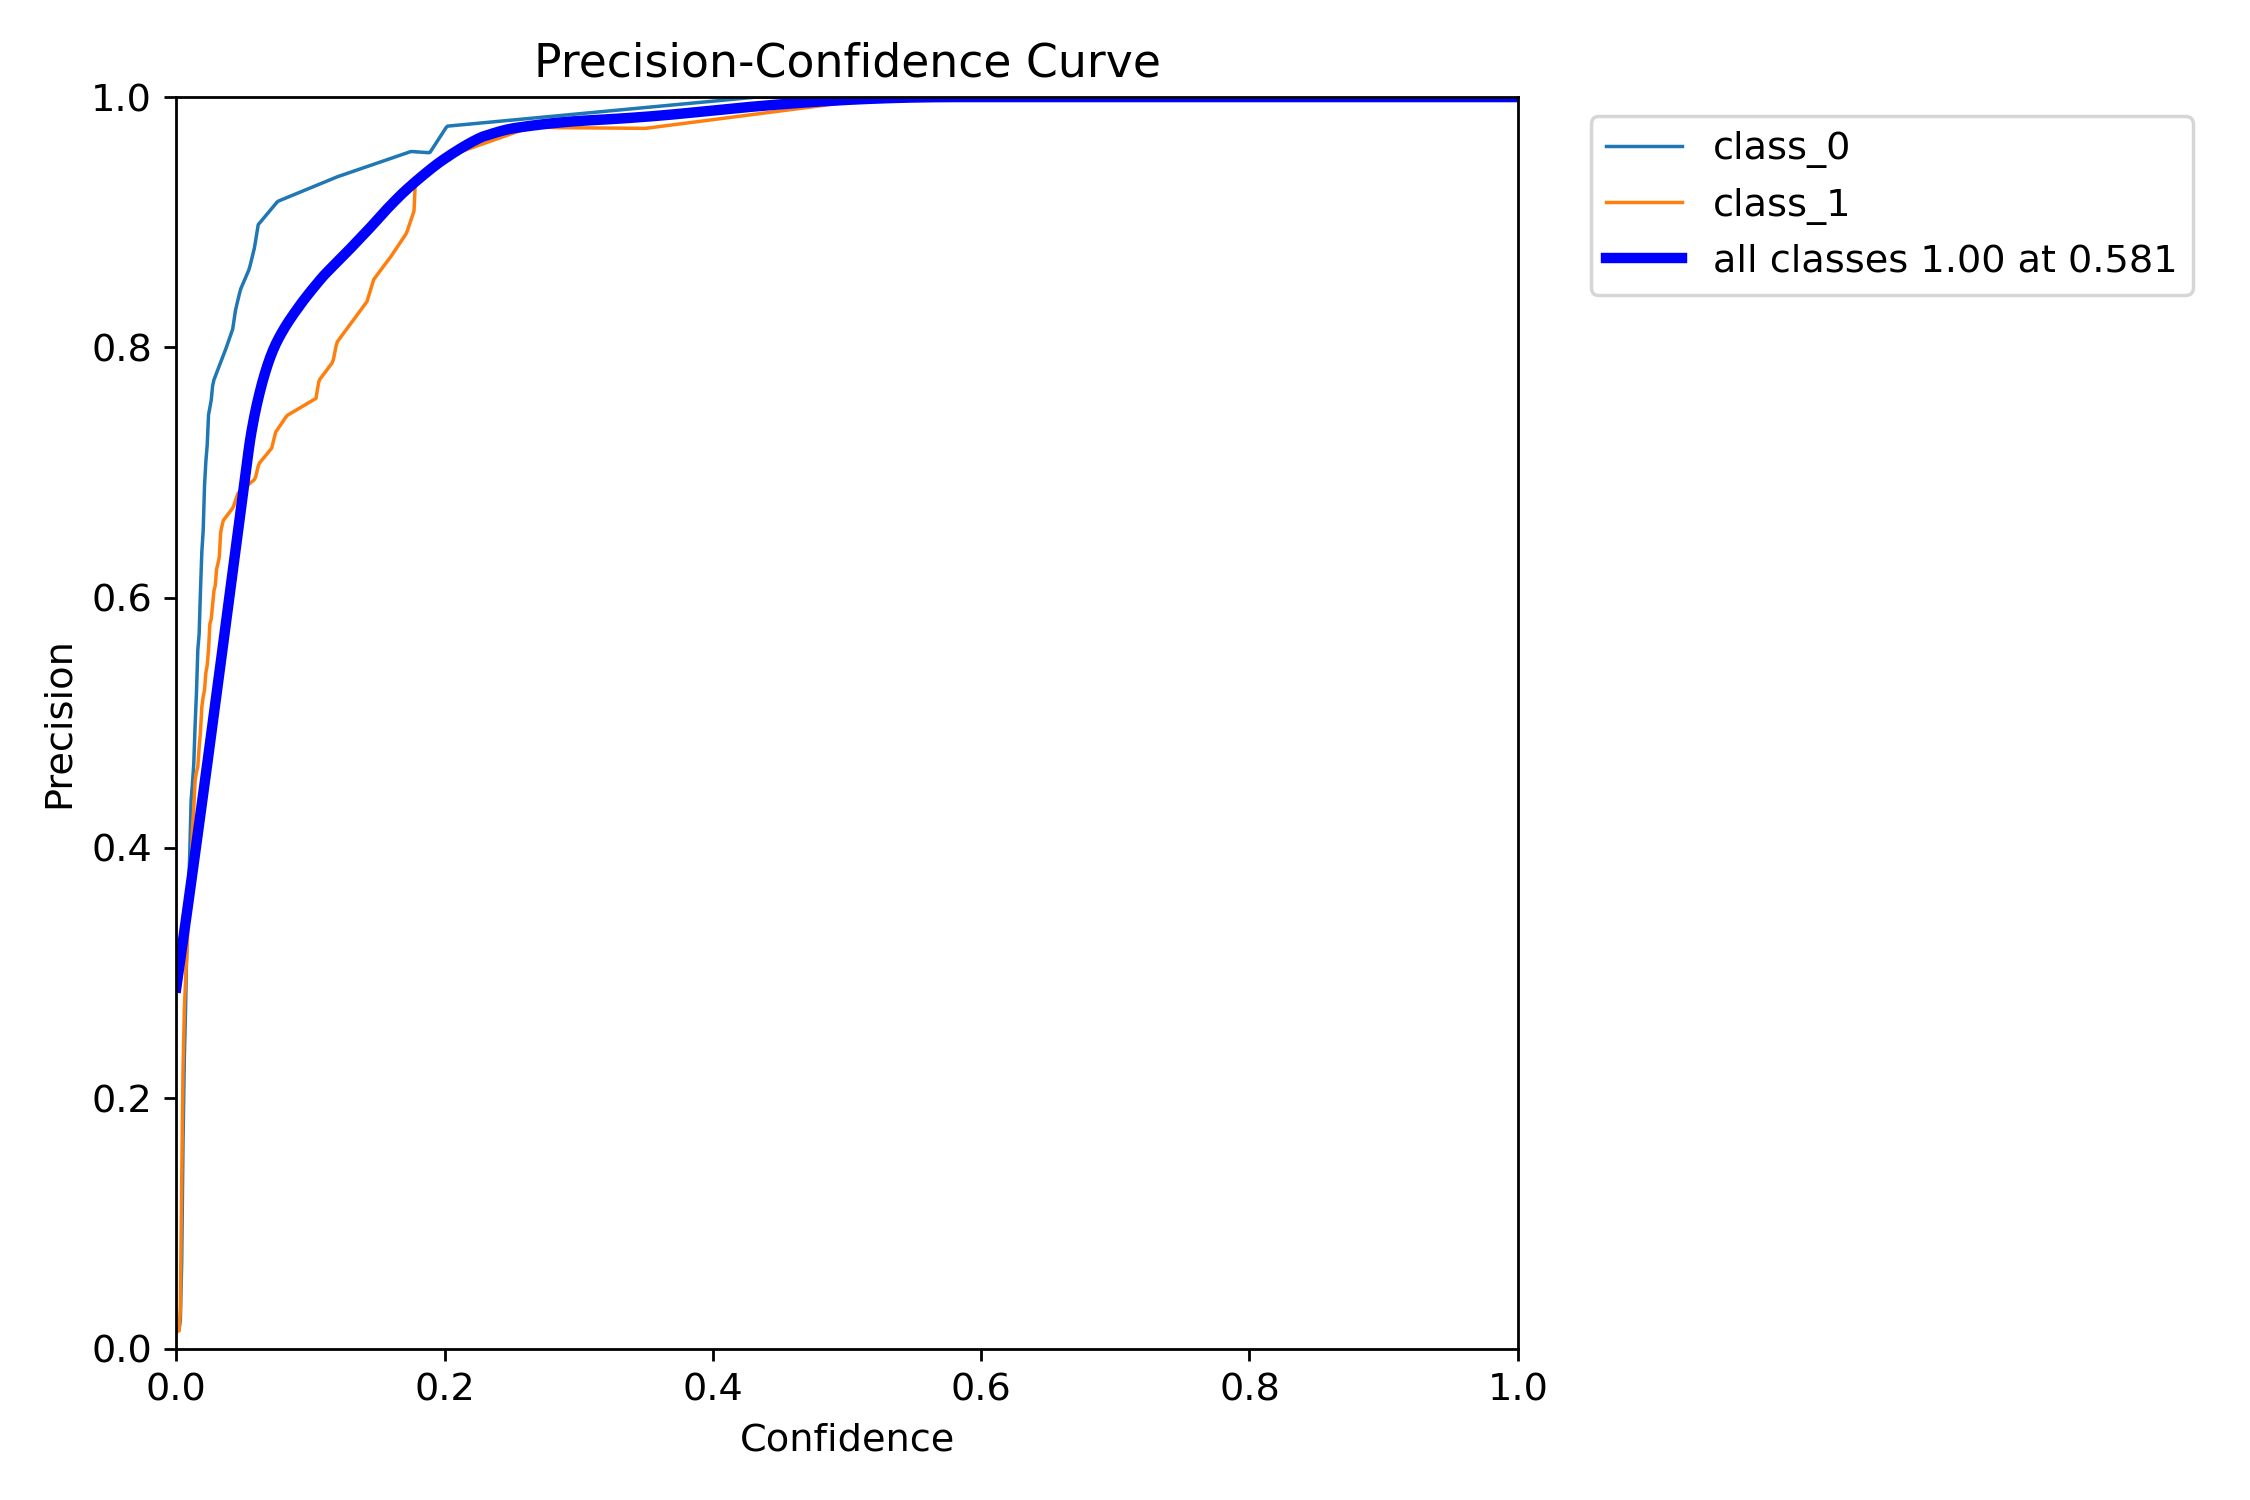 Precision-Confidence Curve
1.0
0.8
0.6
0.4
0.2
0.0
Precision
0.0 0.2 0.4 0.6 0.8 1.0
Confidence
class_0
class_1
all classes 1.00 at 0.581